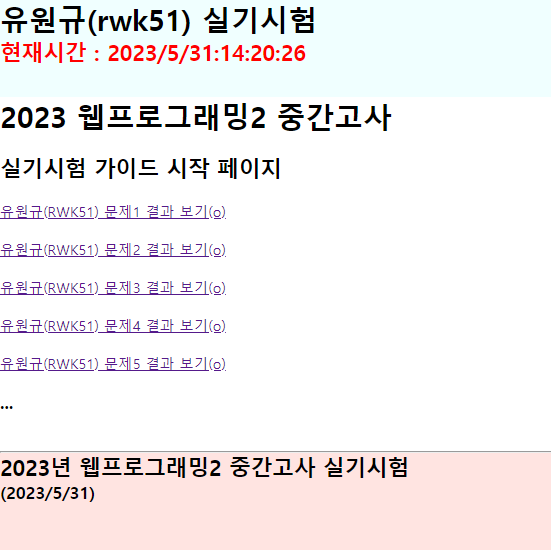 유원규(rwk51) 실기시험
현재시간 : 2023/5/31:14:20:26
2023 웹프로그래밍2 중간고사
실기시험 가이드 시작 페이지
유원규(RWK51) 문제1 결과 보기(o)
유원규(RWK51) 문제2 결과 보기(o)
유원규(RWK51) 문제3 결과 보기(o)
유원규(RWK51) 문제4 결과 보기(o)
유원규(RWK51) 문제5 결과 보기(o)
...
2023년 웹프로그래밍2 중간고사 실기시험
(2023/5/31)